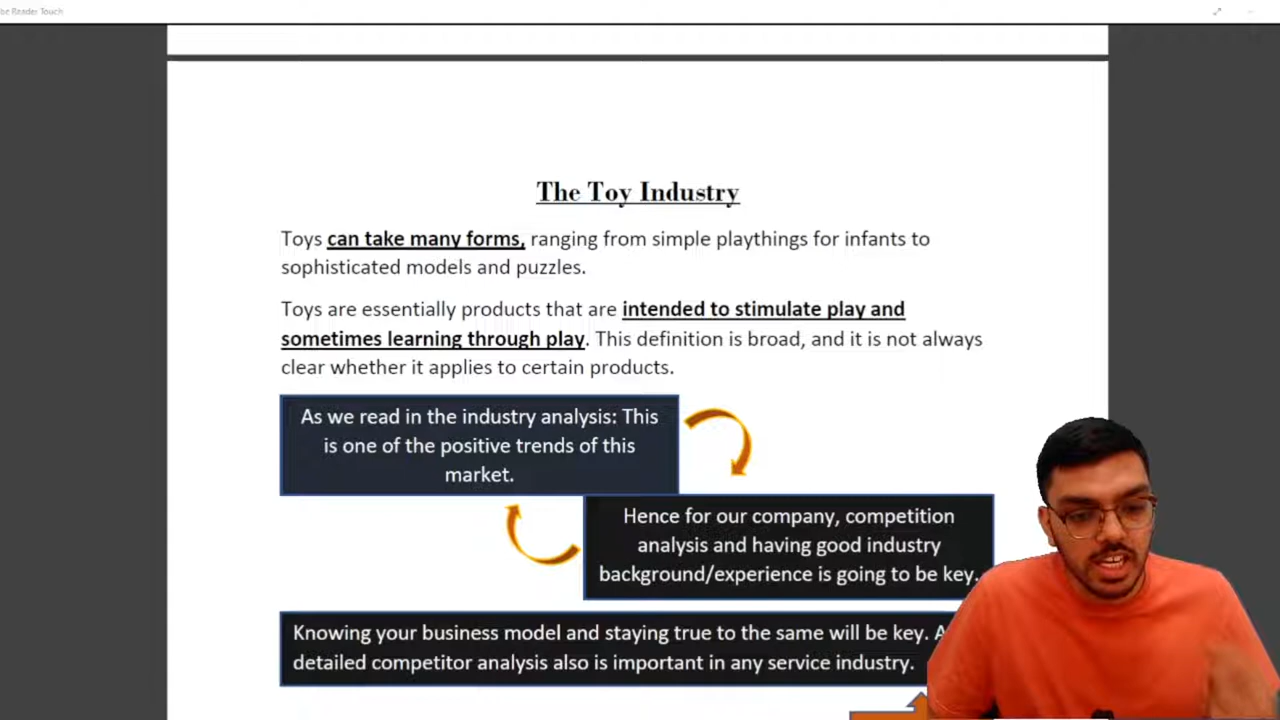 be Reader Touch
The Toy Industry
Toys can take many forms, ranging from simple playthings for infants to
sophisticated models and puzzles.
Toys are essentially products that are intended to stimulate play and
sometimes learning through play. This definition is broad, and it is not always
clear whether it applies to certain products.
As we read in the industry analysis: This
is one of the positive trends of this
market.
Hence for our company, competition
analysis and having good industry
background/experience is going to be key.
Knowing your business model and staying true to the same will be key. A
detailed competitor analysis also is important in any service industry.